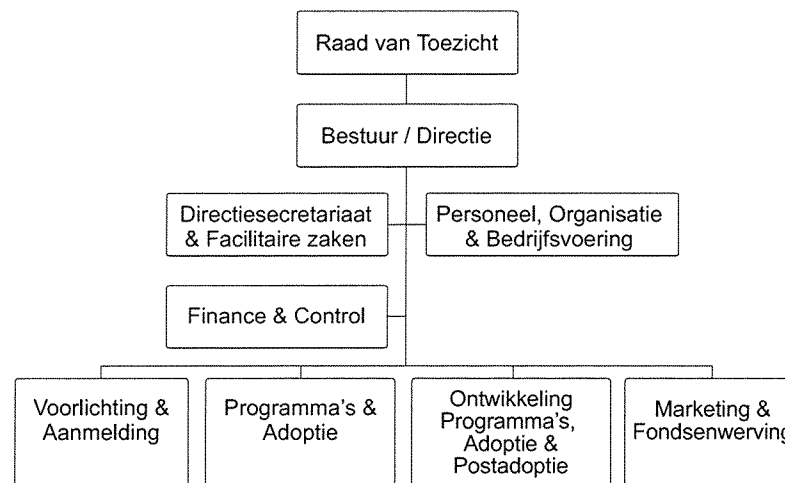 Raad van Toezicht
Bestuur / Directie
Directiesecretariaat
& Facilitaire zaken
Personeel, Organisatie
& Bedrijfsvoering
Finance & Control
Voorlichting &
Aanmelding
Programma's &
Adoptie
Ontwikkeling
Programma's,
Adoptie &
Postadoptie
Marketing &
Fondsenwerving